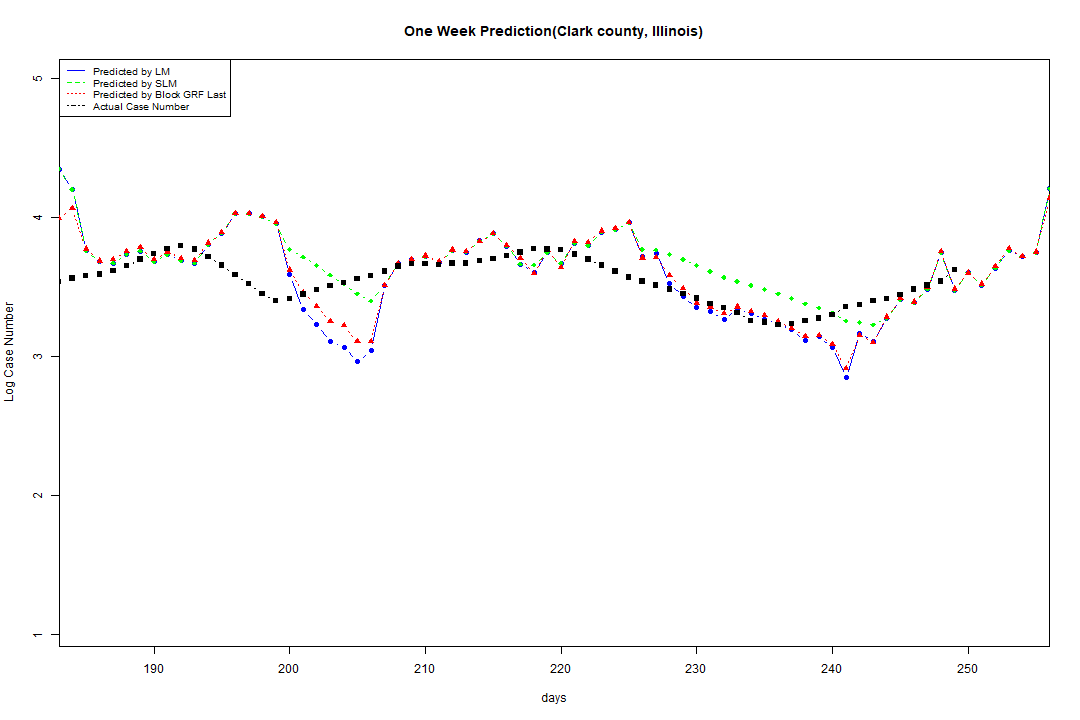 One Week Prediction(Clark county, Illinois)
Predicted by LM
Predicted by SLM
Predicted by Block GRF Last
Actual Case Number
5
4
3
2
1
Log Case Number
190 200 210 220 230 240 250
days